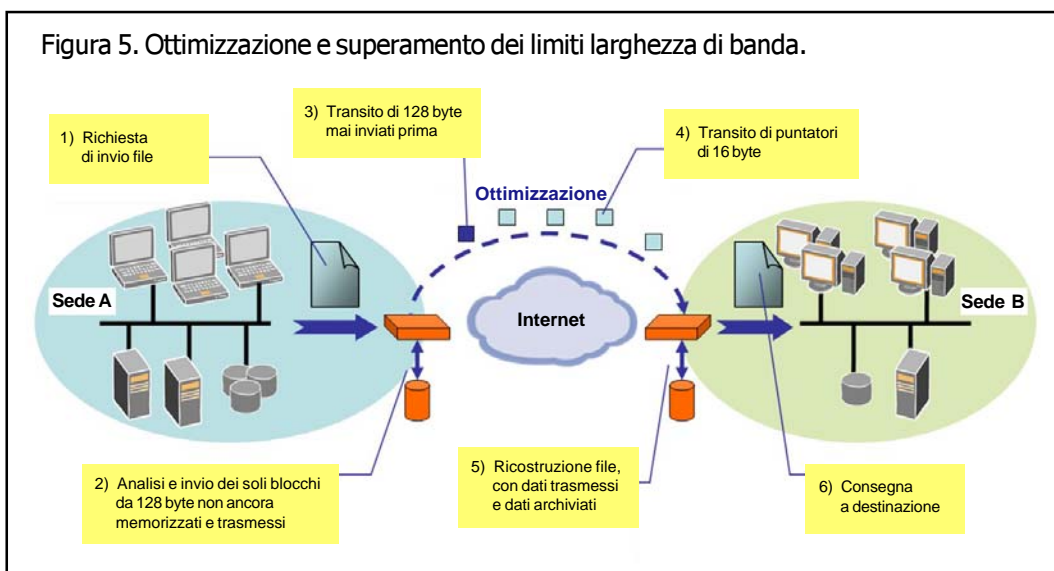 Figura 5. Ottimizzazione e superamento dei limiti larghezza di banda.
1) Richiesta
di invio file
3) Transito di 128 byte
mai inviati prima
4) Transito di puntatori
di 16 byte
Ottimizzazione
Sede A
Internet
Sede B
2) Analisi e invio dei soli blocchi
da 128 byte non ancora
memorizzati e trasmessi
5) Ricostruzione file,
con dati trasmessi
e dati archiviati
6) Consegna
a destinazione